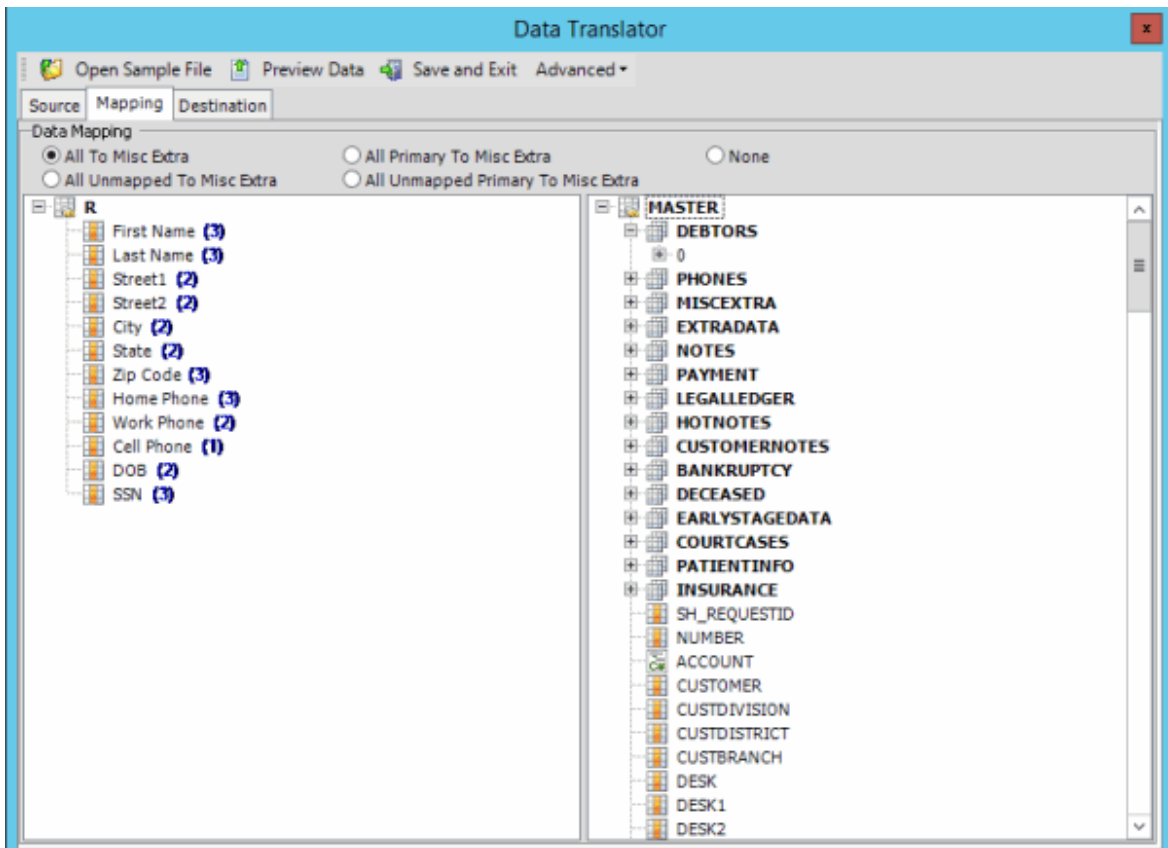 Data Translator
x
Open Sample File Preview Data Save and Exit Advanced
Source Mapping Destination
Data Mapping
All To Misc Extra All Primary To Misc Extra None
All Unmapped To Misc Extra All Unmapped Primary To Misc Extra
R
First Name (3)
Last Name (3)
Street1 (2)
Street2 (2)
City (2)
State (2)
Zip Code (3)
Home Phone (3)
Work Phone (2)
Cell Phone (1)
DOB (2)
SSN (3)
MASTER
DEBTORS
0
PHONES
MISCEXTRA
EXTRADATA
NOTES
PAYMENT
LEGALLEDGER
HOTNOTES
CUSTOMERNOTES
BANKRUPTCY
DECEASED
EARLYSTAGEDATA
COURTCASES
PATIENTINFO
INSURANCE
SH_REQUESTID
NUMBER
ACCOUNT
CUSTOMER
CUSTDIVISION
CUSTDISTRICT
CUSTBRANCH
DESK
DESK1
DESK2